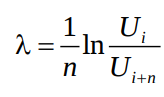 λ = 1/n ln U_i/U_{i+n}